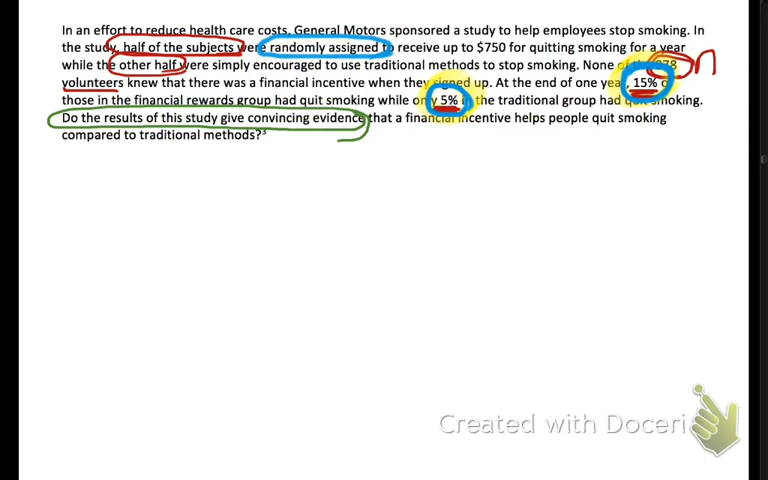 In an effort to reduce health care costs, General Motors sponsored a study to help employees stop smoking. In
the study, half of the subjects were randomly assigned to receive up to $750 for quitting smoking for a year
while the other half were simply encouraged to use traditional methods to stop smoking. None of the 878 n
volunteers knew that there was a financial incentive when they signed up. At the end of one year, 15% of
those in the financial rewards group had quit smoking while only 5% in the traditional group had quit smoking.
Do the results of this study give convincing evidence that a financial incentive helps people quit smoking
compared to traditional methods?³
Created with Doceri